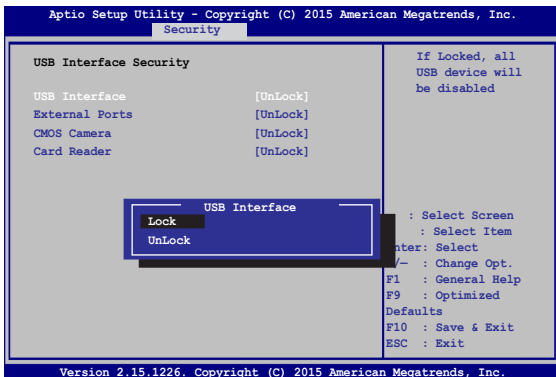 Aptio Setup Utility - Copyright (C) 2015 American Megatrends, Inc.
Security
USB Interface Security
USB Interface [UnLock]
External Ports [UnLock]
CMOS Camera [UnLock]
Card Reader [UnLock]
If Locked, all
USB device will
be disabled
USB Interface
Lock
UnLock
: Select Screen
: Select Item
nter: Select
/— : Change Opt.
F1 : General Help
F9 : Optimized
Defaults
F10 : Save & Exit
ESC : Exit
Version 2.15.1226. Copyright (C) 2015 American Megatrends, Inc.